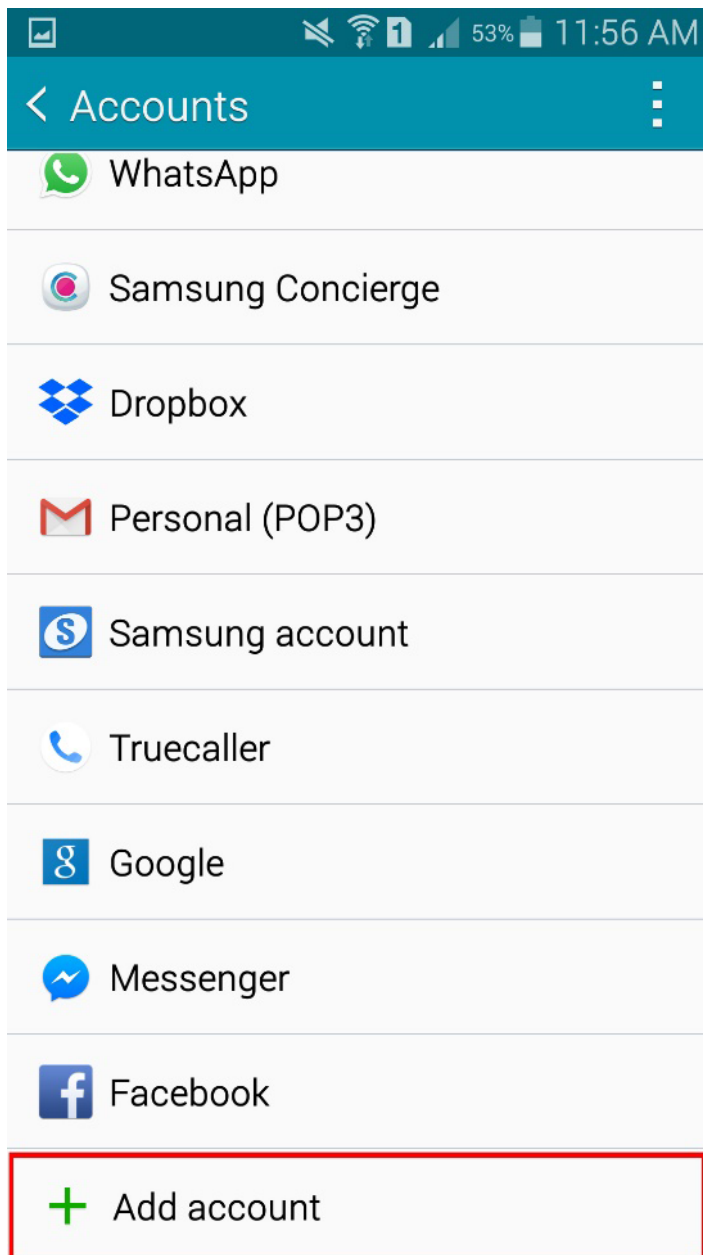 1 53% 11:56 AM
Accounts
WhatsApp
Samsung Concierge
Dropbox
Personal (POP3)
Samsung account
Truecaller
Google
Messenger
Facebook
+ Add account